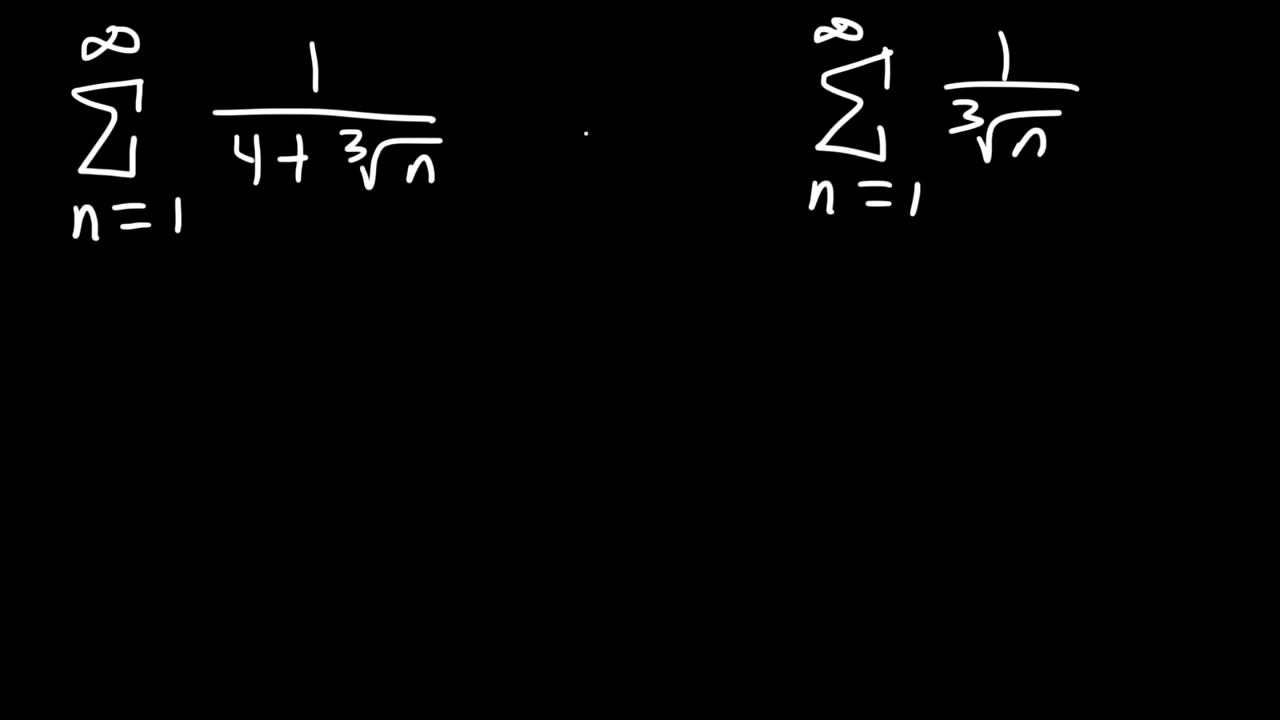 ∞ ∞
∑ 1/(4 + ∛n) ∑ 1/∛n
n = 1 n = 1